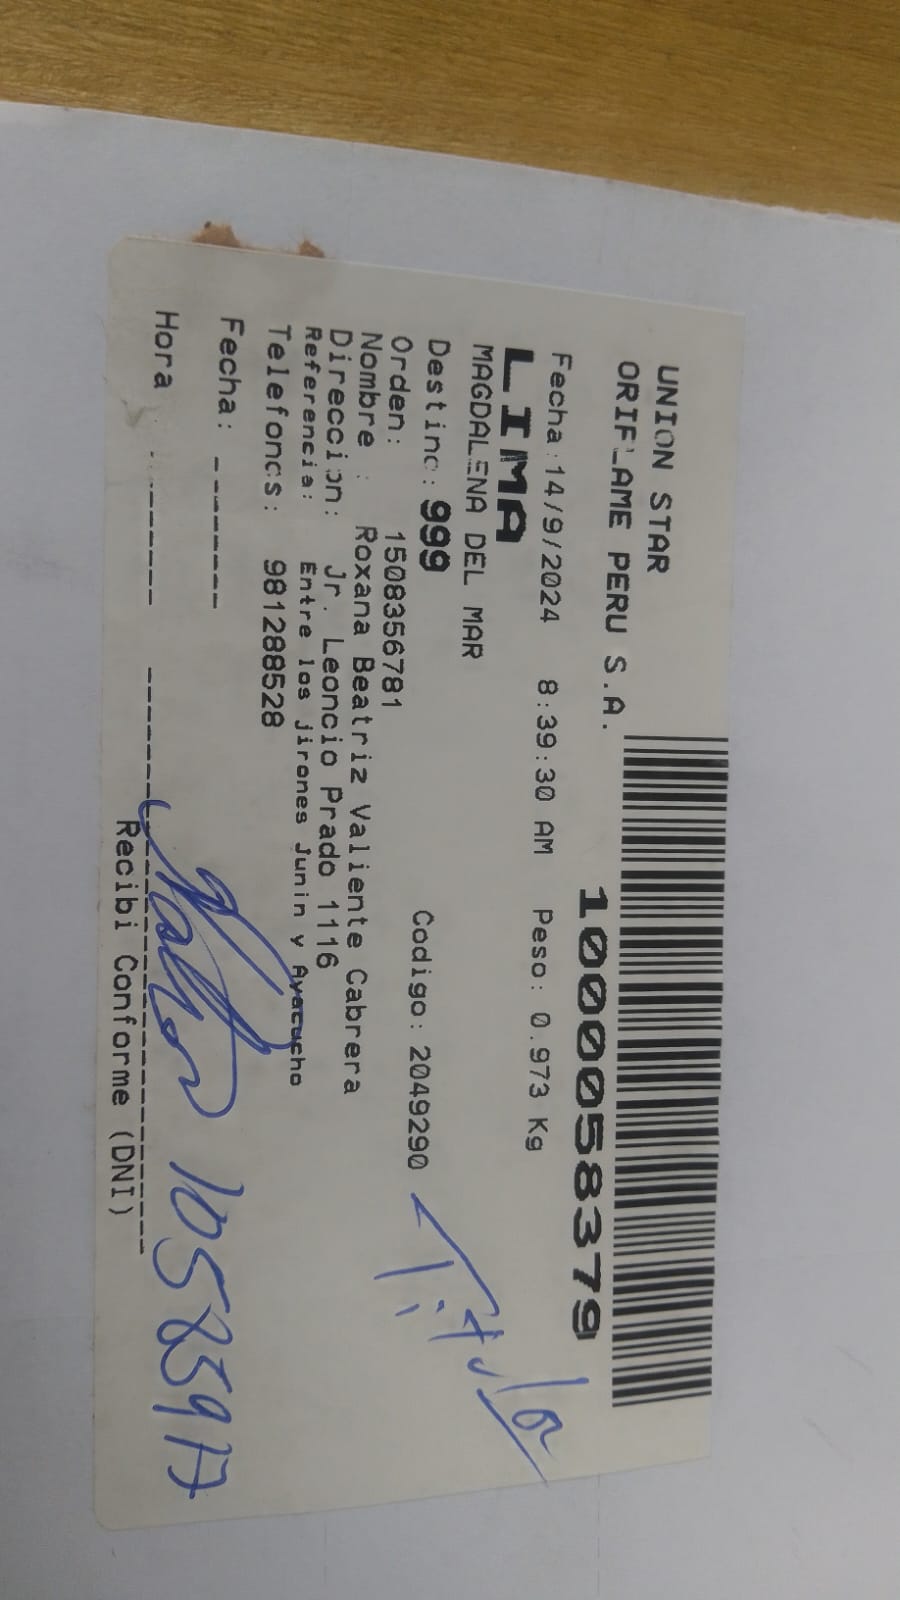 UNION STAR
ORIFLAME PERU S.A.
1000058379
Fecha:14/9/2024 8:39:30 AM Peso: 0.973 Kg
LIMA
MAGDALENA DEL MAR
Destino: 999 Codigo: 2049290
Titular
Orden: 1508356781
Nombre : Roxana Beatriz Valiente Cabrera
Direccion: Jr. Leoncio Prado 1116
Referencia: Entre los jirones Junin y Ayacucho
Telefonos: 981288528
Fecha: -------
Hora
Recibi Conforme (DNI)